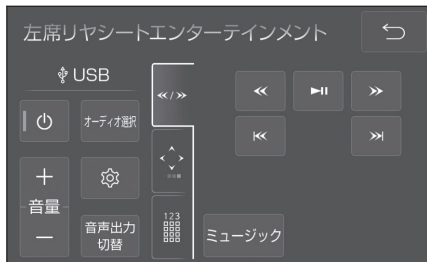 左席リヤシートエンターテインメント
USB
オーディオ選択
音量
音声出力
切替
123
ミュージック